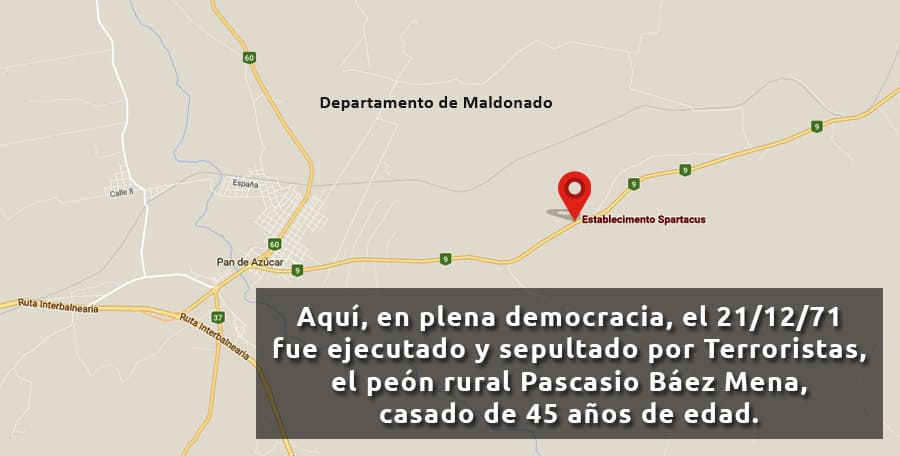 60
Departamento de Maldonado
9
9
9
Calle 8
España
Establecimiento Spartacus
60
Pan de Azúcar
9
9
Ruta Interbalnearia
37
Ruta Interbalnearia
Aquí, en plena democracia, el 21/12/71
fue ejecutado y sepultado por Terroristas,
el peón rural Pascasio Báez Mena,
casado de 45 años de edad.